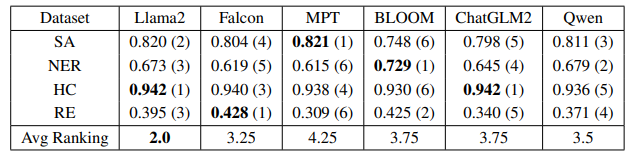 Dataset Llama2 Falcon MPT BLOOM ChatGLM2 Qwen
SA 0.820 (2) 0.804 (4) 0.821 (1) 0.748 (6) 0.798 (5) 0.811 (3)
NER 0.673 (3) 0.619 (5) 0.615 (6) 0.729 (1) 0.645 (4) 0.679 (2)
HC 0.942 (1) 0.940 (3) 0.938 (4) 0.930 (6) 0.942 (1) 0.936 (5)
RE 0.395 (3) 0.428 (1) 0.309 (6) 0.425 (2) 0.340 (5) 0.371 (4)
Avg Ranking 2.0 3.25 4.25 3.75 3.75 3.5